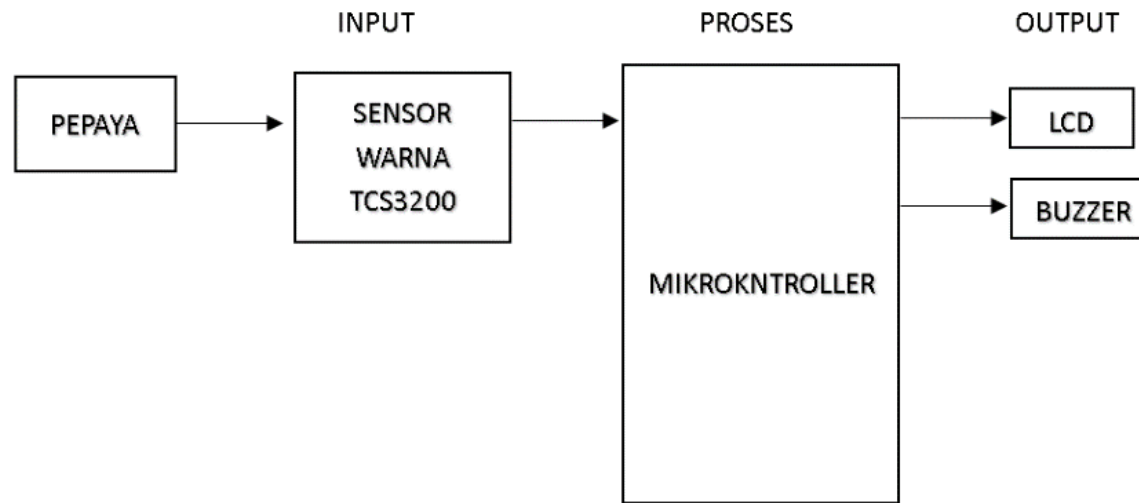 INPUT PROSES OUTPUT
PEPAYA
SENSOR
WARNA
TCS3200
MIKROKNTROLLER
LCD
BUZZER